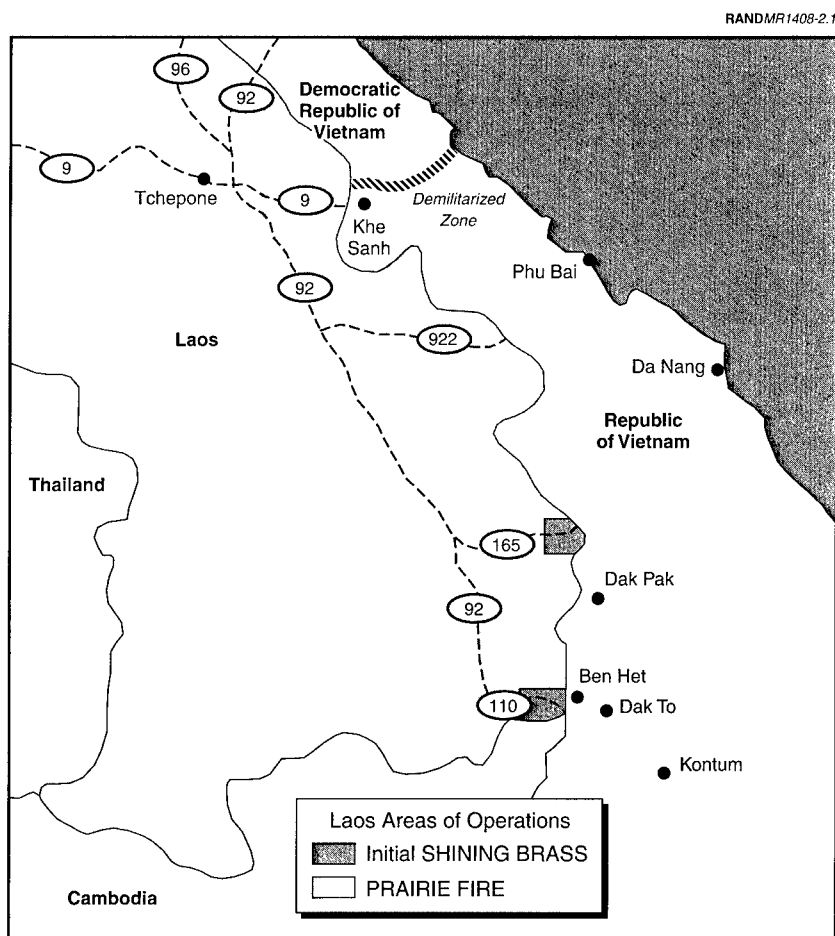 RANDMR1408-2.1
96
92
Democratic
Republic of
Vietnam
9
Tchepone
9
Demilitarized
Zone
Khe
Sanh
Phu Bai
92
Laos
922
Da Nang
Republic
of Vietnam
Thailand
165
Dak Pak
92
Ben Het
110
Dak To
Kontum
Laos Areas of Operations
Initial SHINING BRASS
PRAIRIE FIRE
Cambodia